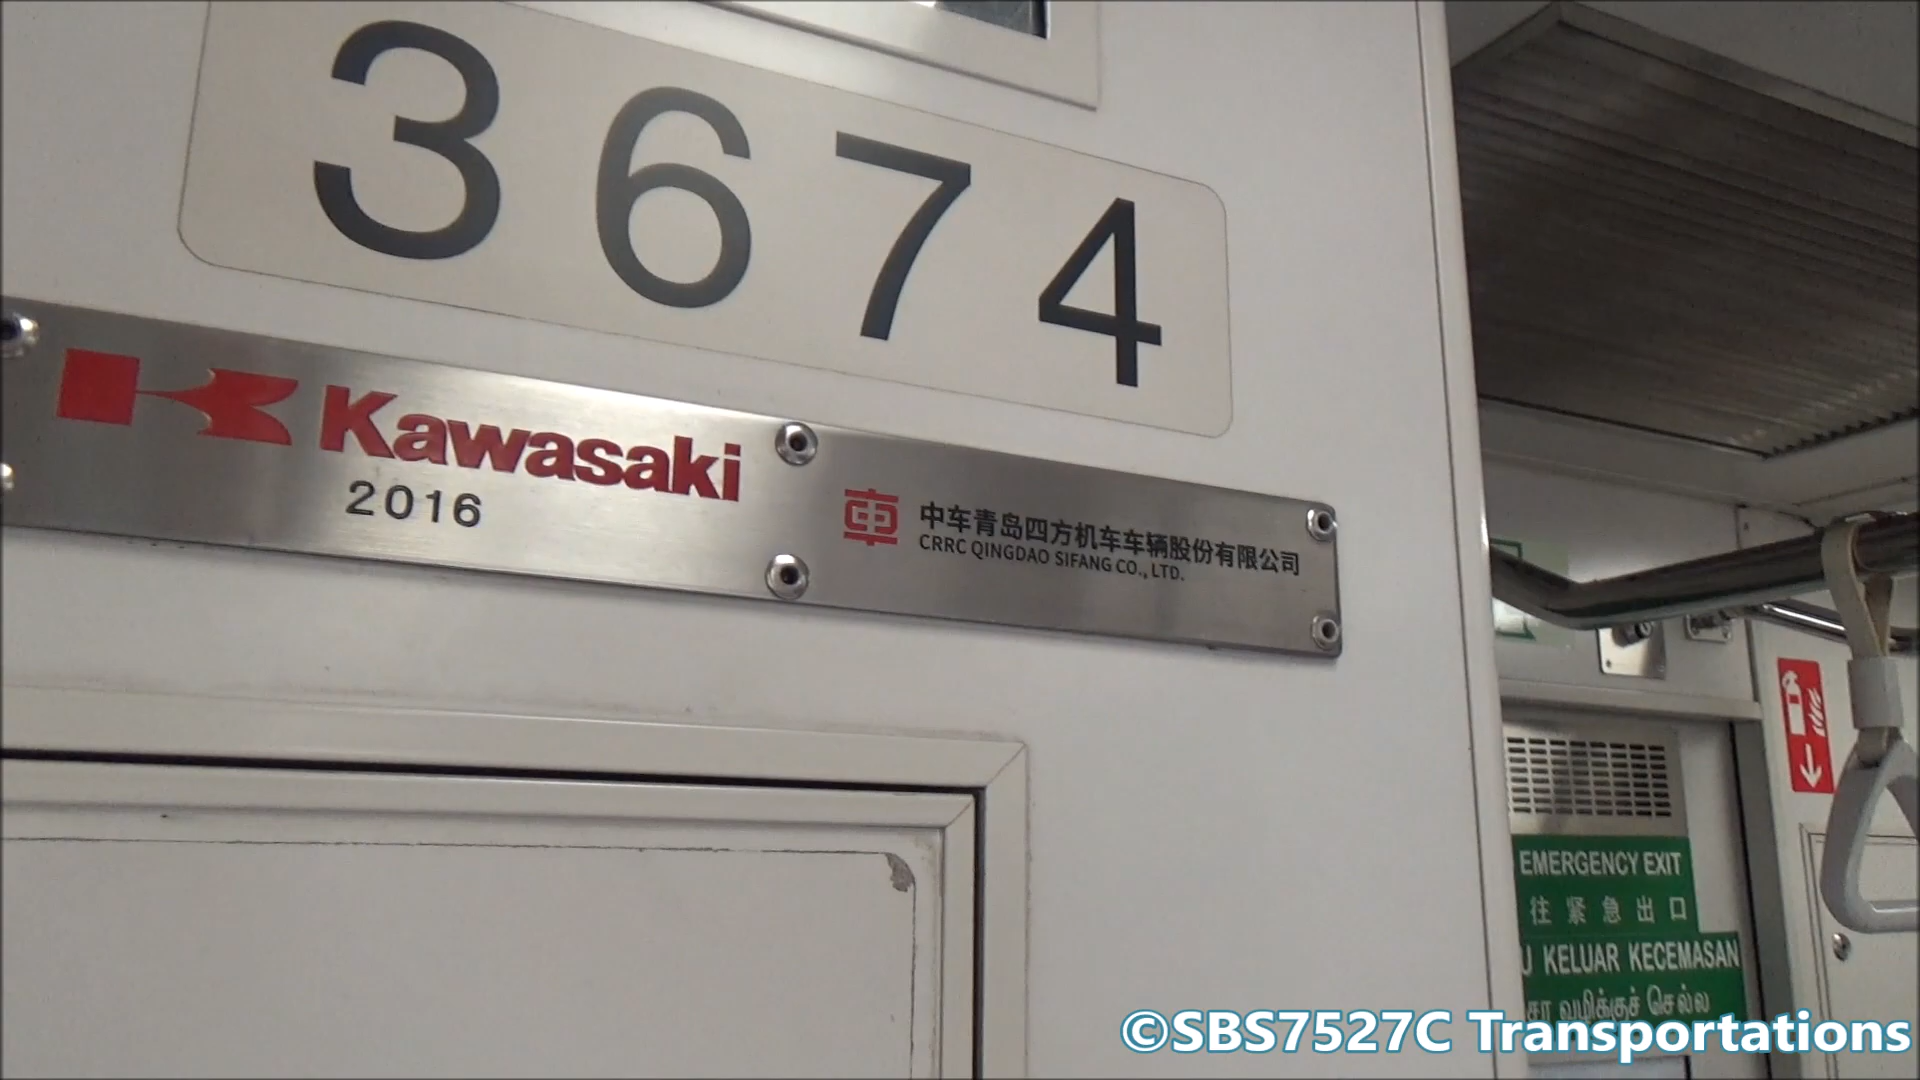 3674
Kawasaki
2016
中车青岛四方机车车辆股份有限公司
CRRC QINGDAO SIFANG CO., LTD.
EMERGENCY EXIT
往紧急出口
KELUAR KECEMASAN
வழிக்குச் செல்ல
©SBS7527C Transportations